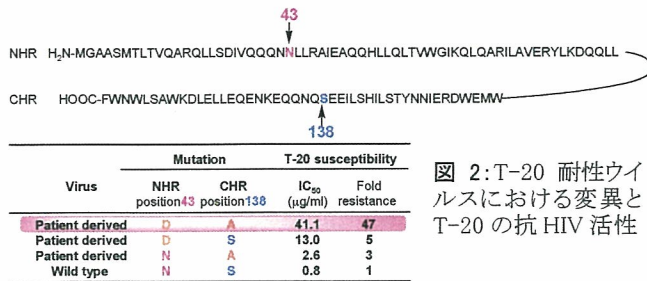 43
NHR H₂N-MGAASMTLTVQARQLLSDIVQQQNNLLRAIEAQQHLLQLTVWGIKQLQARILAVERYLKDQQLL
CHR HOOC-FWNWLSAWKDLELLEQENKEQQNQSEEILSHILSTYNNIERDWEMW
138
Mutation T-20 susceptibility
Virus NHR position43 CHR position138 IC₅₀ (μg/ml) Fold resistance
Patient derived D A 41.1 47
Patient derived D S 13.0 5
Patient derived N A 2.6 3
Wild type N S 0.8 1
図 2:T-20 耐性ウイ
ルスにおける変異と
T-20 の抗 HIV 活性